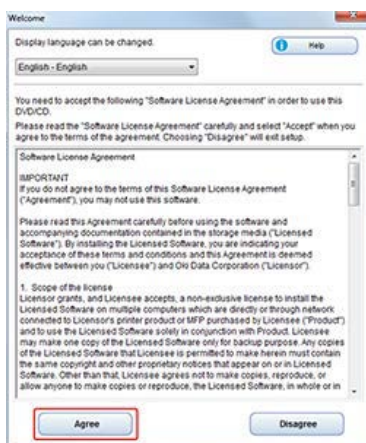 Welcome
Display language can be changed.
Help
English - English
You need to accept the following "Software License Agreement" in order to use this
DVD/CD.
Please read the "Software License Agreement" carefully and select "Accept" when you
agree to the terms of the agreement. Choosing "Disagree" will exit setup.
Software License Agreement
IMPORTANT
If you do not agree to the terms of this Software License Agreement
("Agreement"), you may not use this software.
Please read this Agreement carefully before using the software and
accompanying documentation contained in the storage media ("Licensed
Software"). By installing the Licensed Software, you are indicating your
acceptance of these terms and conditions and this Agreement is deemed
effective between you ("Licensee") and Oki Data Corporation ("Licensor").
1. Scope of the license
Licensor grants, and Licensee accepts, a non-exclusive license to install the
Licensed Software on multiple computers which are directly or through network
connected to Licensor's printer product or MFP purchased by Licensee ("Product")
and to use the Licensed Software solely in conjunction with Product. Licensee
may make one copy of the Licensed Software only for backup purpose. Any copies
of the Licensed Software that Licensee is permitted to make herein must contain
the same copyright and other proprietary notices that appear on or in Licensed
Software. Other than that, Licensee agrees not to make copies, reproduce, or
allow anyone to make copies or reproduce, the Licensed Software, in whole or in
Agree
Disagree